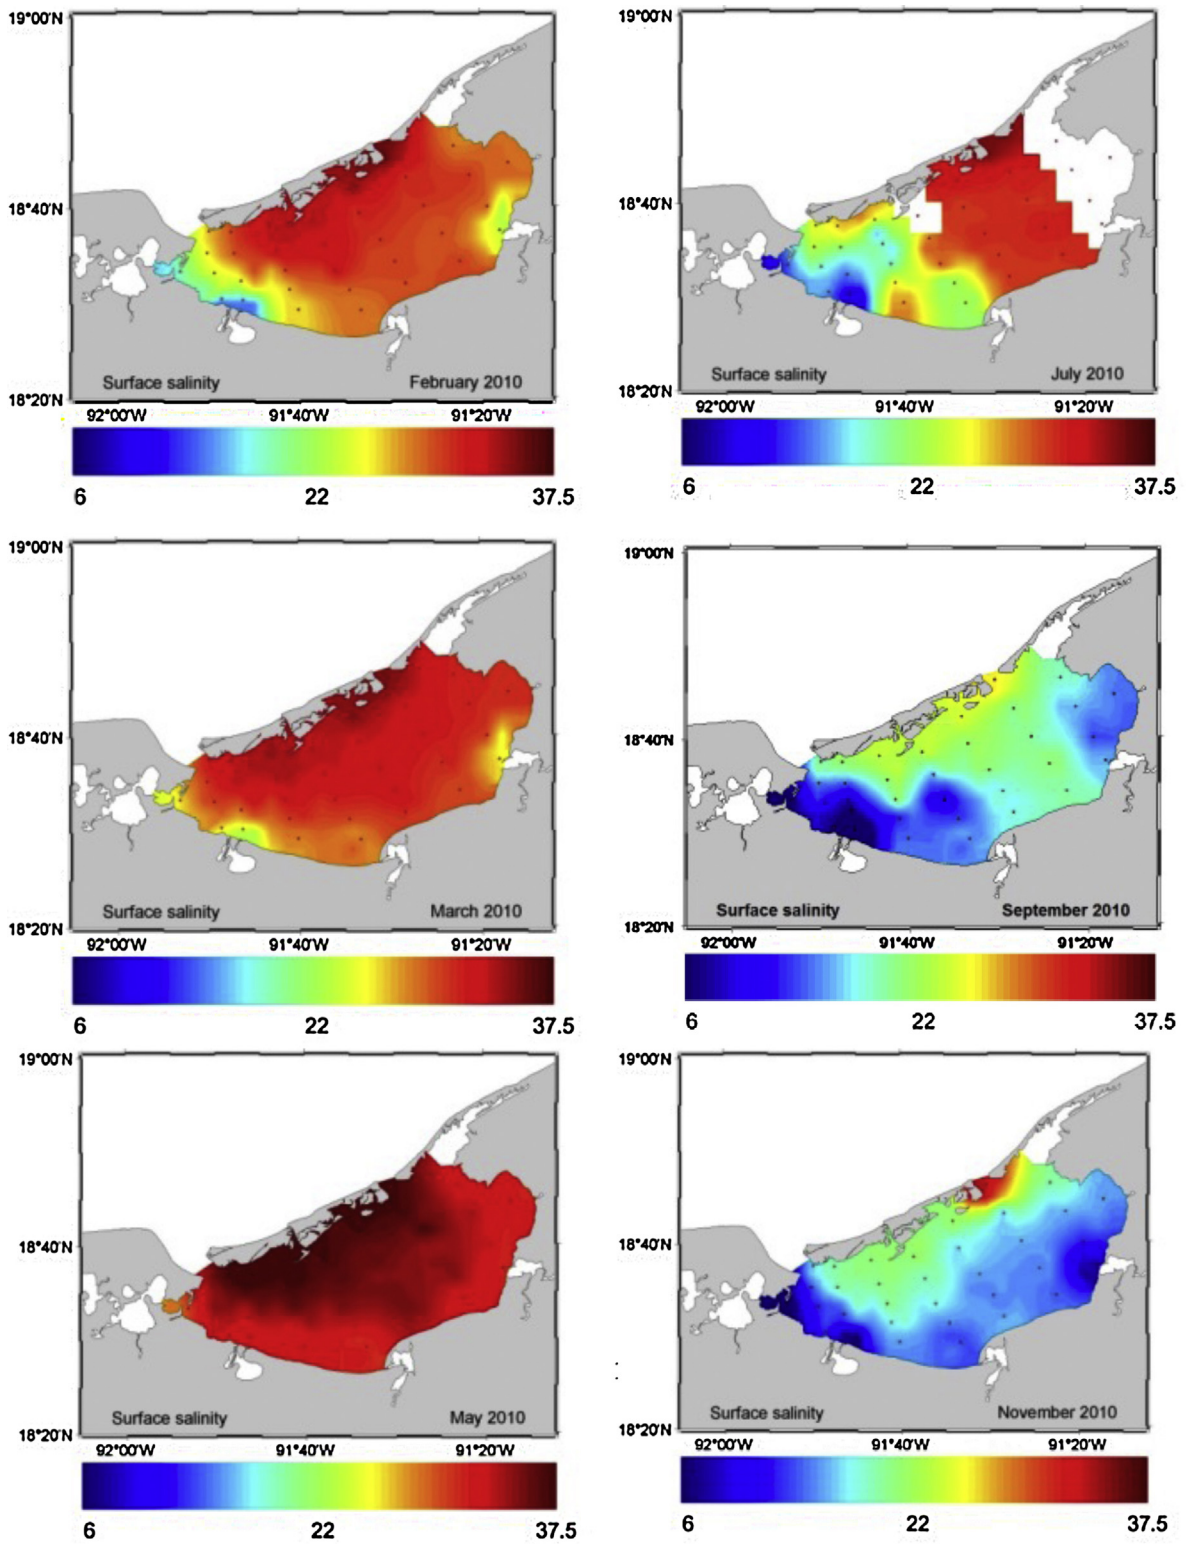 19°00'N
18°40'N
18°20'N
Surface salinity February 2010
92°00'W 91°40'W 91°20'W
6 22 37.5
19°00'N
18°40'N
18°20'N
Surface salinity July 2010
92°00'W 91°40'W 91°20'W
6 22 37.5
19°00'N
18°40'N
18°20'N
Surface salinity March 2010
92°00'W 91°40'W 91°20'W
6 22 37.5
19°00'N
18°40'N
18°20'N
Surface salinity September 2010
92°00'W 91°40'W 91°20'W
6 22 37.5
19°00'N
18°40'N
18°20'N
Surface salinity May 2010
92°00'W 91°40'W 91°20'W
6 22 37.5
19°00'N
18°40'N
18°20'N
Surface salinity November 2010
92°00'W 91°40'W 91°20'W
6 22 37.5